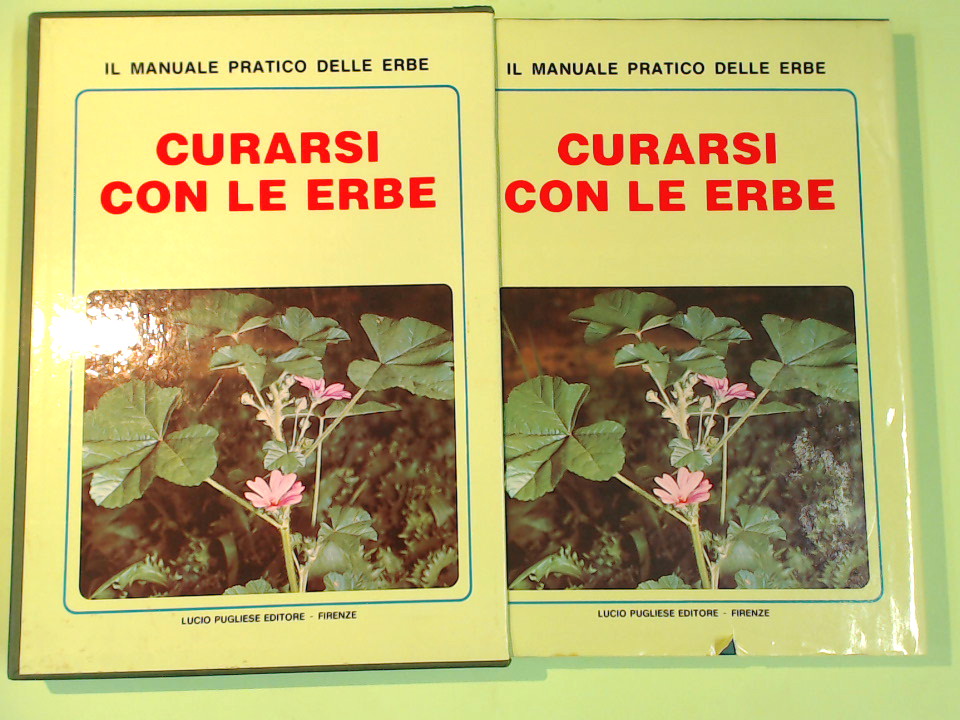 IL MANUALE PRATICO DELLE ERBE
CURARSI
CON LE ERBE
LUCIO PUGLIESE EDITORE - FIRENZE
IL MANUALE PRATICO DELLE ERBE
CURARSI
CON LE ERBE
LUCIO PUGLIESE EDITORE - FIRENZE